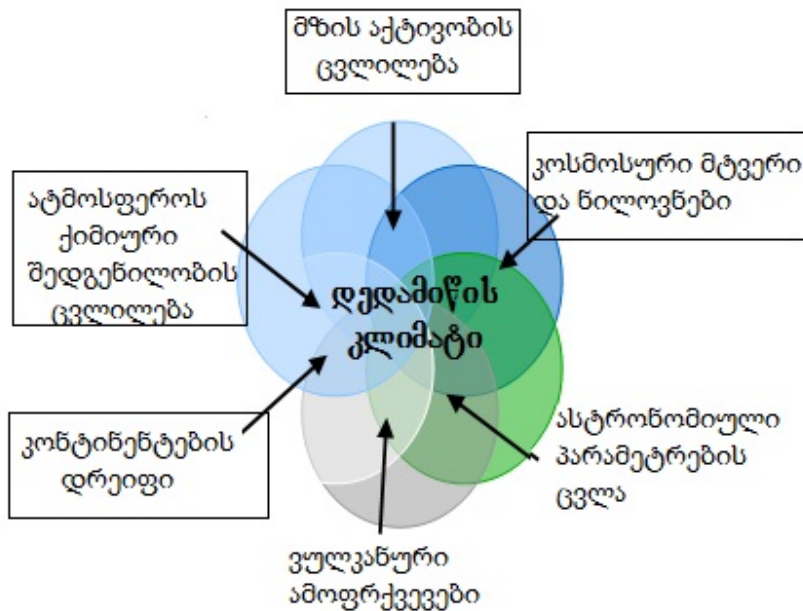 მზის აქტივობის
ცვლილება
კოსმოსური მტვერი
და ნილოვნები
ატმოსფეროს
ქიმიური
შედგენილობის
ცვლილება
დედამიწის
კლიმატი
კონტინენტების
დრეიფი
ასტრონომიული
პარამეტრების
ცვლა
ვულკანური
ამოფრქვევები